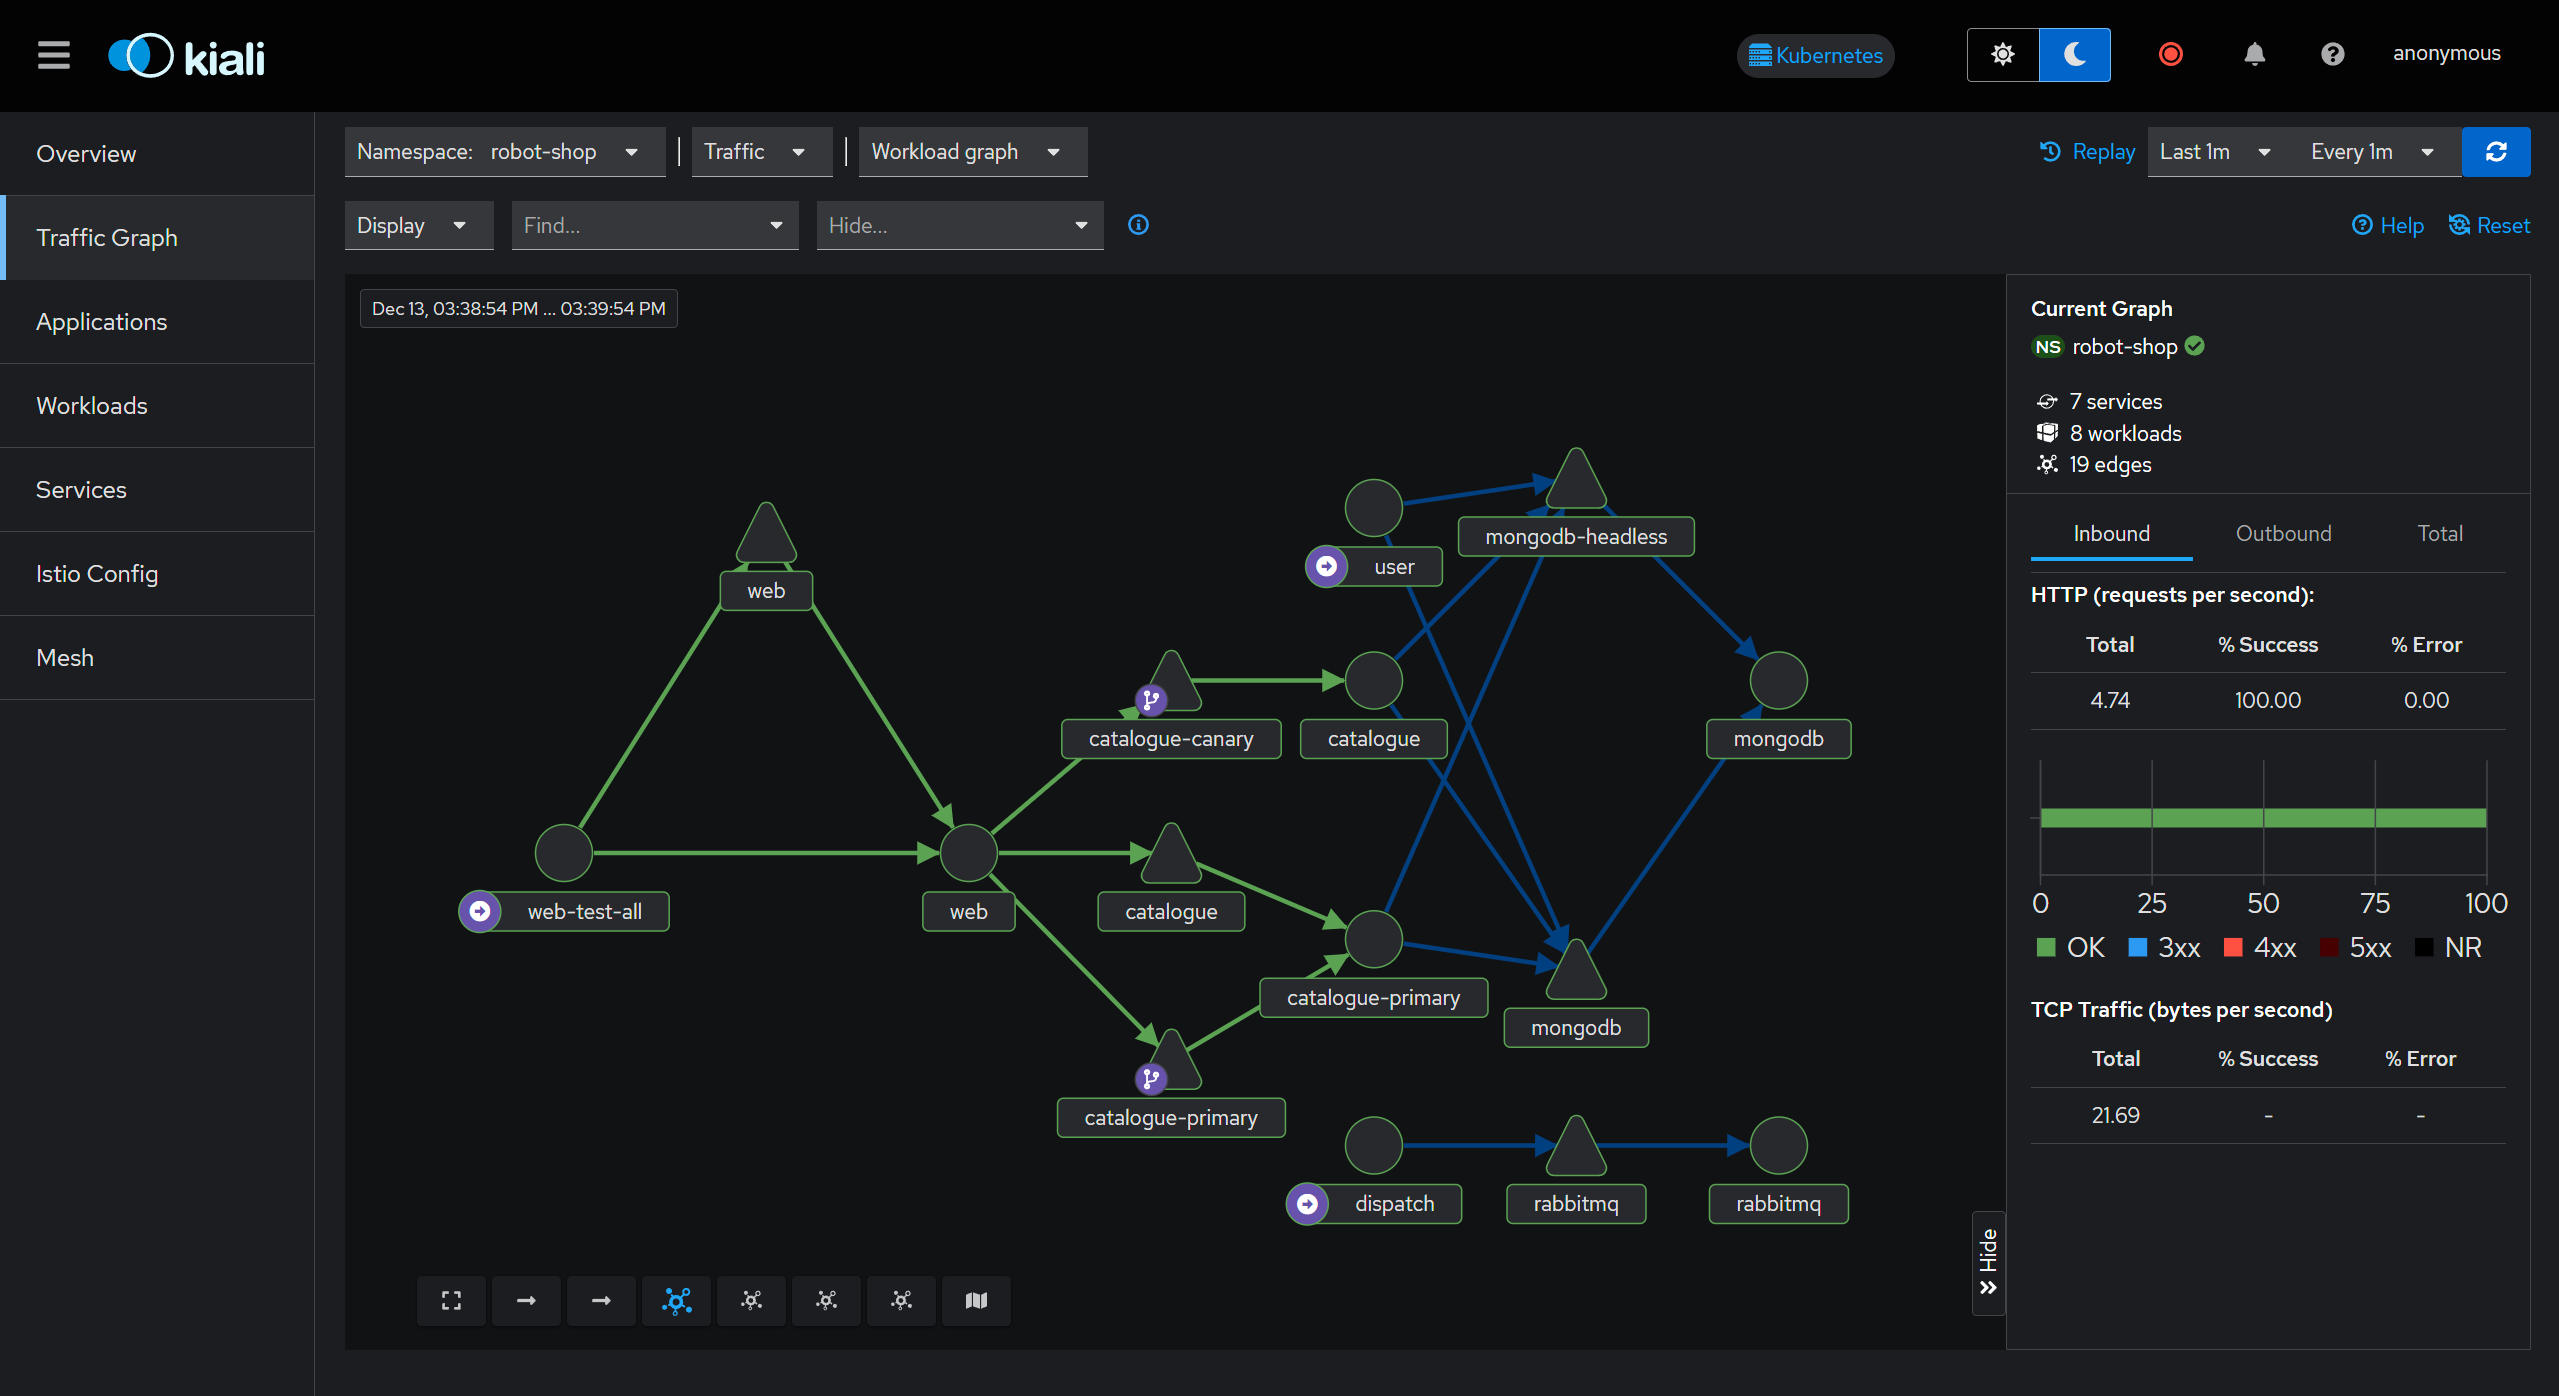 kiali
Kubernetes
anonymous
Overview
Traffic Graph
Applications
Workloads
Services
Istio Config
Mesh
Namespace: robot-shop
Traffic
Workload graph
Replay
Last 1m
Every 1m
Display
Find...
Hide...
Help
Reset
Dec 13, 03:38:54 PM ... 03:39:54 PM
mongodb-headless
user
web
catalogue-canary
catalogue
mongodb
web-test-all
web
catalogue
catalogue-primary
mongodb
catalogue-primary
dispatch
rabbitmq
rabbitmq
Hide
Current Graph
NS robot-shop
7 services
8 workloads
19 edges
Inbound
Outbound
Total
HTTP (requests per second):
Total % Success % Error
4.74 100.00 0.00
0 25 50 75 100
OK 3xx 4xx 5xx NR
TCP Traffic (bytes per second)
Total % Success % Error
21.69 - -